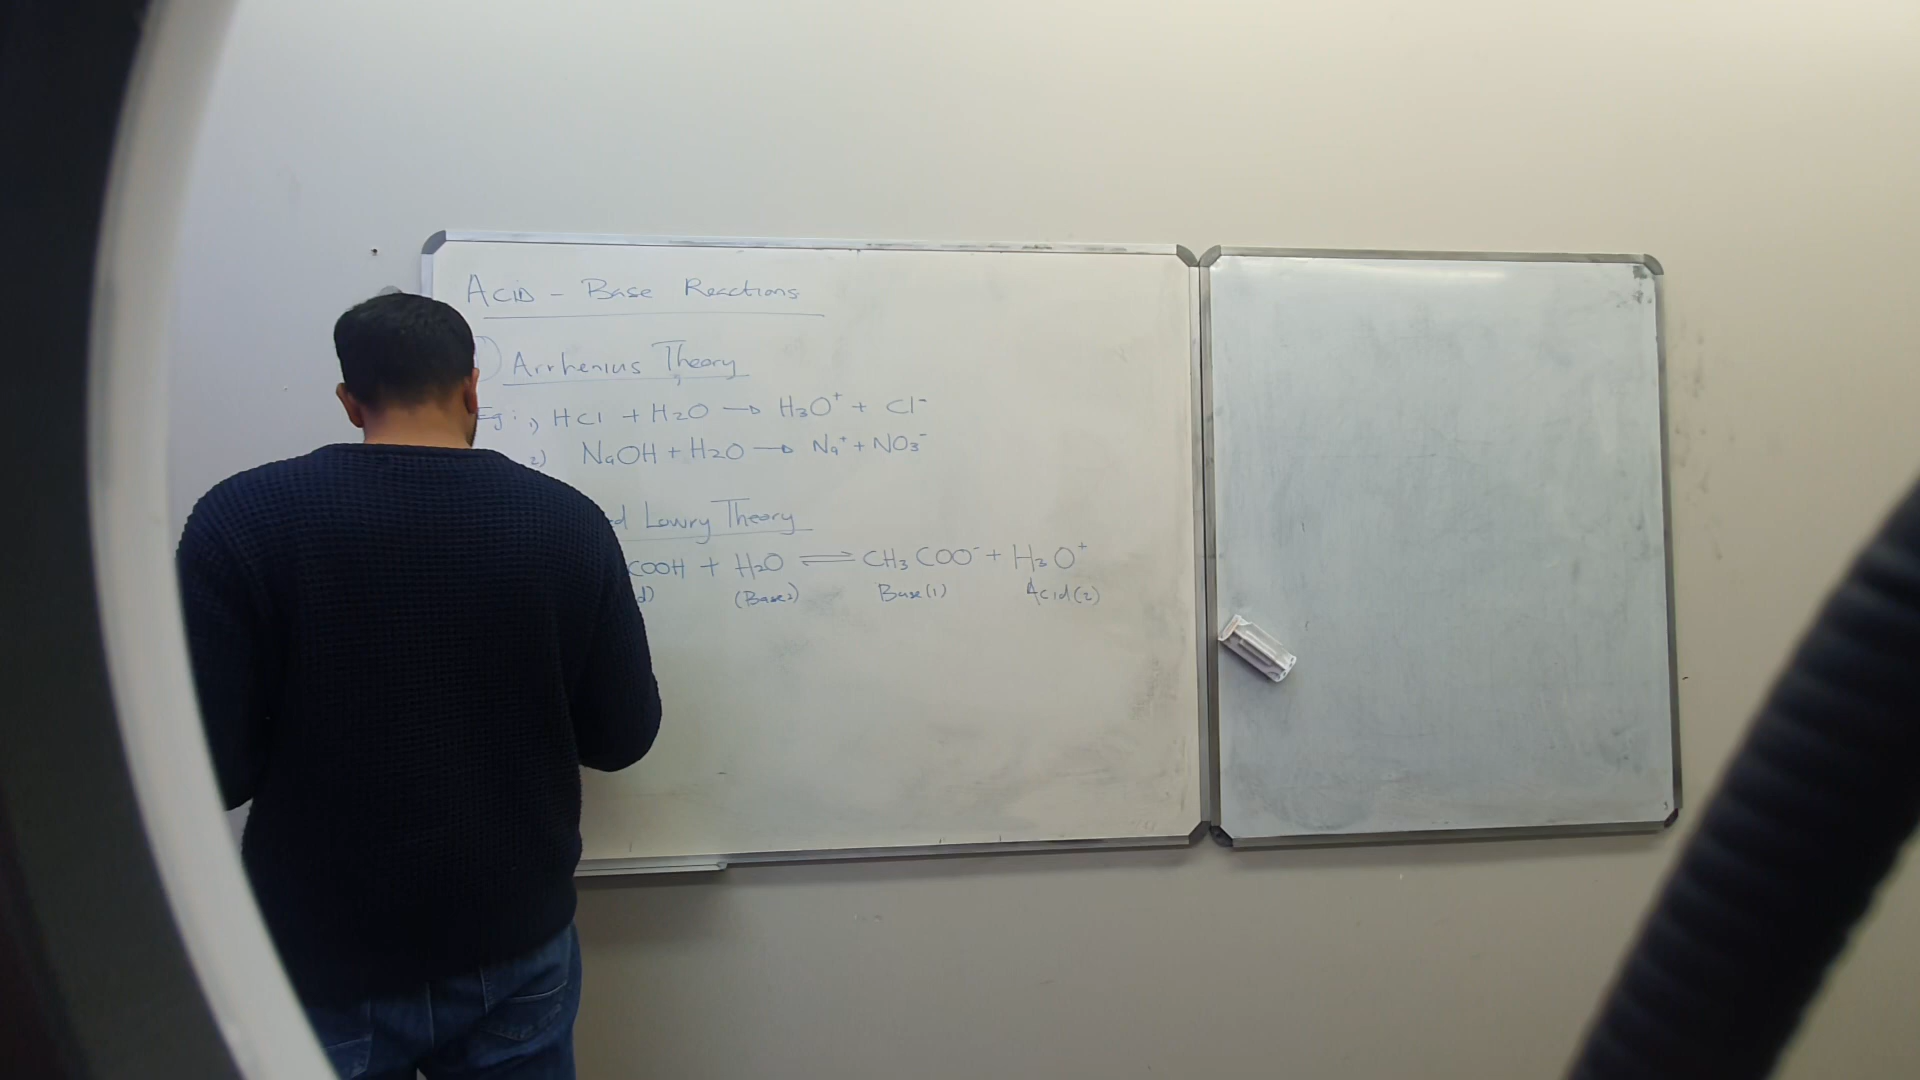 Acid - Base Reactions
Arrhenius Theory
Eg: 1) HCl + H2O → H3O+ + Cl-
2) NaOH + H2O → Na+ + NO3-
Lowry Theory
COOH + H2O ⇌ CH3COO- + H3O+
(Base2) Base(1) Acid(2)